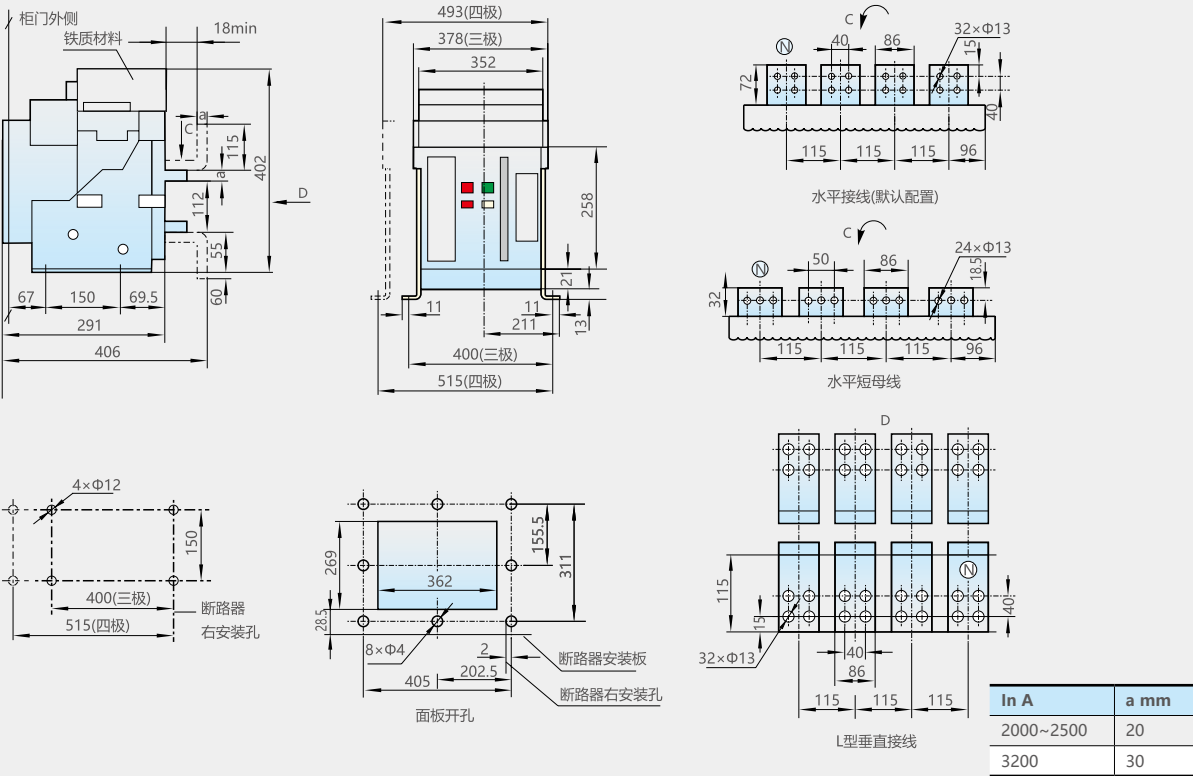 柜门外侧
铁质材料
18min
a
C
115
402
a
D
112
55
60
67
150
69.5
291
406
493(四极)
378(三极)
352
258
21
11
11
211
13
400(三极)
515(四极)
C
32×Φ13
N
40
86
15
72
40
115
115
115
96
水平接线(默认配置)
C
24×Φ13
N
50
86
18.5
32
115
115
115
96
水平短母线
4×Φ12
150
400(三极)
515(四极)
断路器
右安装孔
269
362
155.5
311
28.5
8×Φ4
2
202.5
405
断路器安装板
断路器右安装孔
面板开孔
D
N
115
15
40
32×Φ13
40
86
115
115
115
L型垂直接线
In A
a mm
2000~2500
20
3200
30